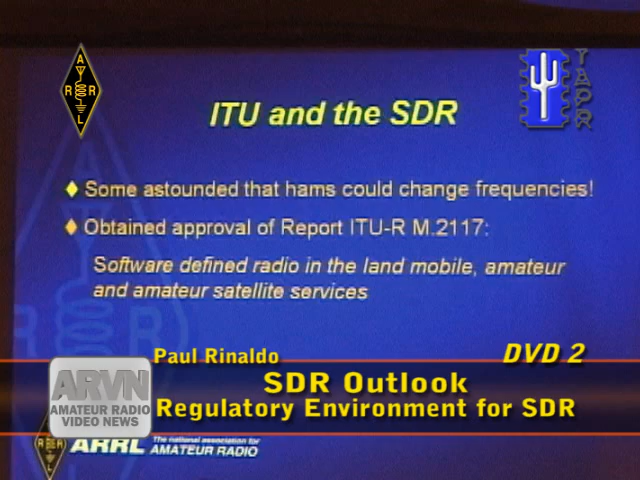 A
R R
L
TAPR
ITU and the SDR
Some astounded that hams could change frequencies!
Obtained approval of Report ITU-R M.2117:
Software defined radio in the land mobile, amateur
and amateur satellite services
Paul Rinaldo
DVD 2
SDR Outlook
Regulatory Environment for SDR
ARVN
AMATEUR RADIO
VIDEO NEWS
ARRL
The national association for
AMATEUR RADIO